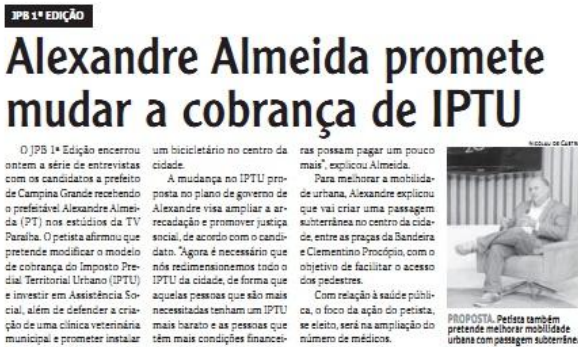 JPB 1ª EDIÇÃO
Alexandre Almeida promete
mudar a cobrança de IPTU
O JPB 1ª Edição encerrou
ontem a série de entrevistas
com os candidatos a prefeito
de Campina Grande recebendo
o prefeitável Alexandre Almei-
da (PT) nos estúdios da TV
Paraíba. O petista afirmou que
pretende modificar o modelo
de cobrança do Imposto Pre-
dial Territorial Urbano (IPTU)
e investir em Assistência So-
cial, além de defender a cria-
ção de uma clínica veterinária
municipal e prometer instalar
um bicicletário no centro da
cidade.
A mudança no IPTU pro-
posta no plano de governo de
Alexandre visa ampliar a ar-
recadação e promover justiça
social, de acordo com o candi-
dato. "Agora é necessário que
nós redimensionemos todo o
IPTU da cidade, de forma que
aquelas pessoas que são mais
necessitadas tenham um IPTU
mais barato e as pessoas que
têm mais condições financei-
ras possam pagar um pouco
mais", explicou Almeida.
Para melhorar a mobilida-
de urbana, Alexandre explicou
que vai criar uma passagem
subterrânea no centro da cida-
de, entre as praças da Bandeira
e Clementino Procópio, com o
objetivo de facilitar o acesso
dos pedestres.
Com relação à saúde públi-
ca, o foco da ação do petista,
se eleito, será na ampliação do
número de médicos.
NICOLAU DE CASTRO
PROPOSTA. Petista também
pretende melhorar mobilidade
urbana com passagem subterrânea